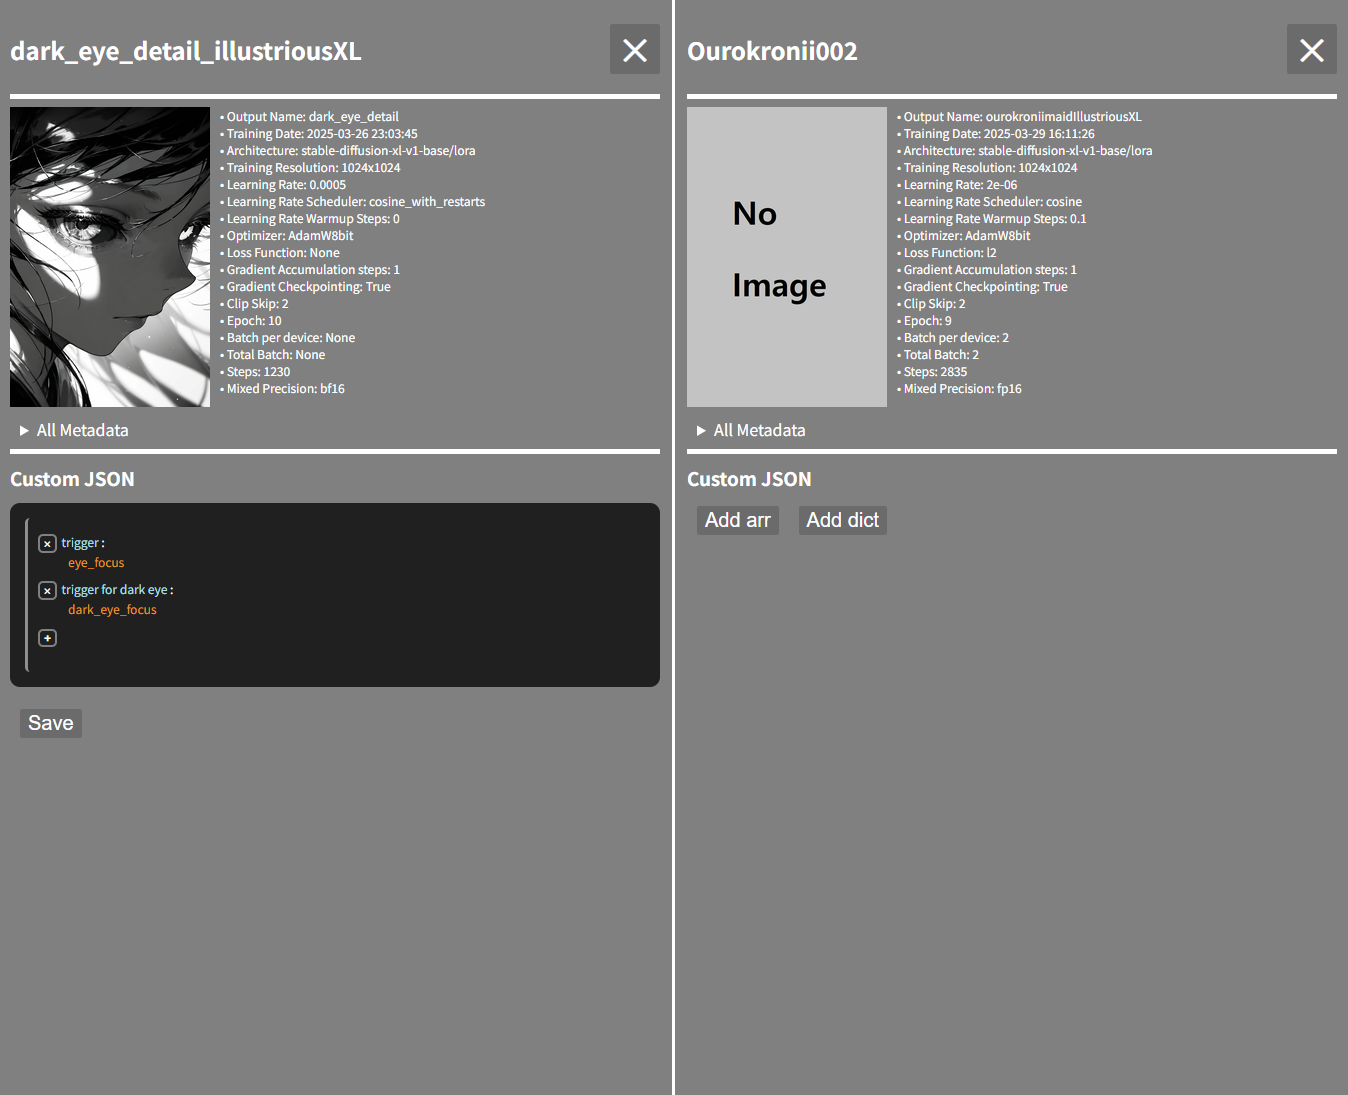 dark_eye_detail_illustriousXL
▪ Output Name: dark_eye_detail
▪ Training Date: 2025-03-26 23:03:45
▪ Architecture: stable-diffusion-xl-v1-base/lora
▪ Training Resolution: 1024x1024
▪ Learning Rate: 0.0005
▪ Learning Rate Scheduler: cosine_with_restarts
▪ Learning Rate Warmup Steps: 0
▪ Optimizer: AdamW8bit
▪ Loss Function: None
▪ Gradient Accumulation steps: 1
▪ Gradient Checkpointing: True
▪ Clip Skip: 2
▪ Epoch: 10
▪ Batch per device: None
▪ Total Batch: None
▪ Steps: 1230
▪ Mixed Precision: bf16
All Metadata
Custom JSON
trigger:
eye_focus
trigger for dark eye:
dark_eye_focus
Save
Ourokronii002
No
Image
▪ Output Name: ourokroniimaidIllustriousXL
▪ Training Date: 2025-03-29 16:11:26
▪ Architecture: stable-diffusion-xl-v1-base/lora
▪ Training Resolution: 1024x1024
▪ Learning Rate: 2e-06
▪ Learning Rate Scheduler: cosine
▪ Learning Rate Warmup Steps: 0.1
▪ Optimizer: AdamW8bit
▪ Loss Function: l2
▪ Gradient Accumulation steps: 1
▪ Gradient Checkpointing: True
▪ Clip Skip: 2
▪ Epoch: 9
▪ Batch per device: 2
▪ Total Batch: 2
▪ Steps: 2835
▪ Mixed Precision: fp16
All Metadata
Custom JSON
Add arr
Add dict